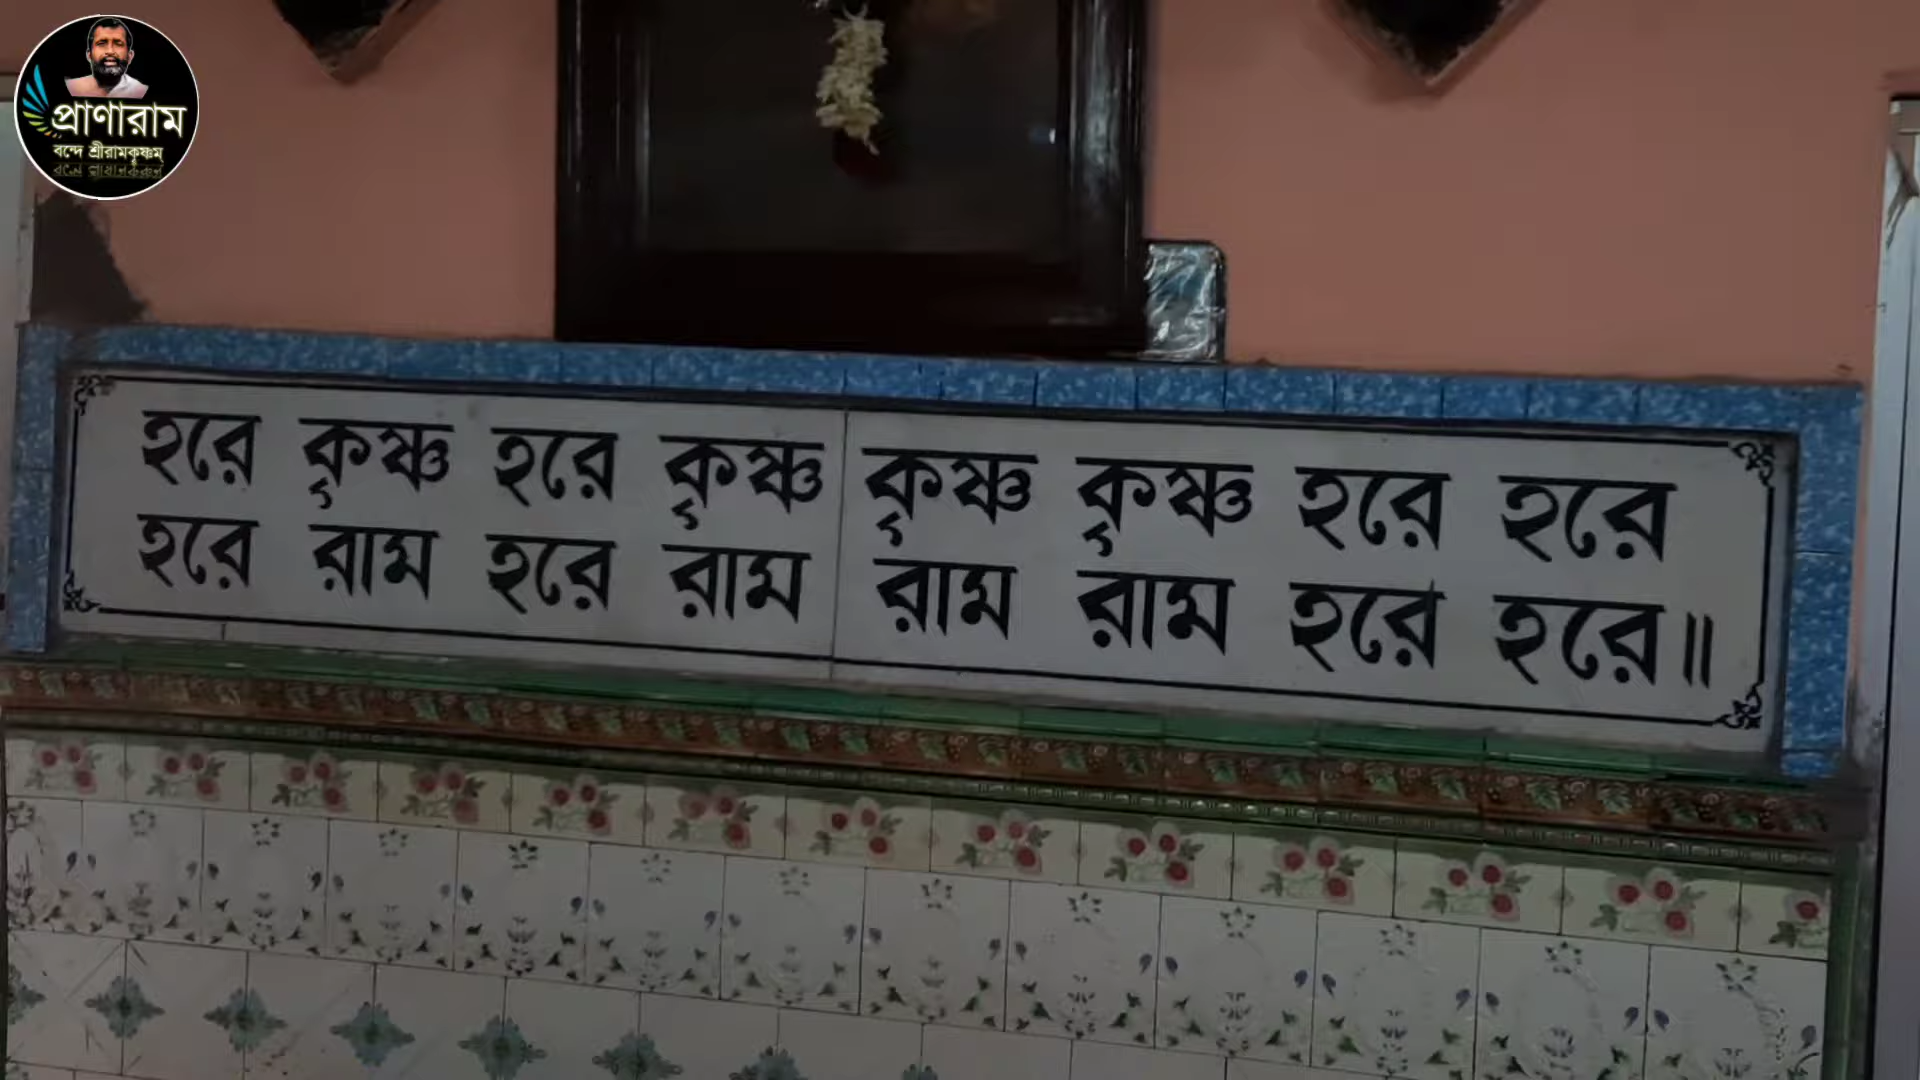 প্রাণারাম
বন্দে শ্রীরামকৃষ্ণম্
হরে কৃষ্ণ হরে কৃষ্ণ কৃষ্ণ কৃষ্ণ হরে হরে
হরে রাম হরে রাম রাম রাম হরে হরে॥